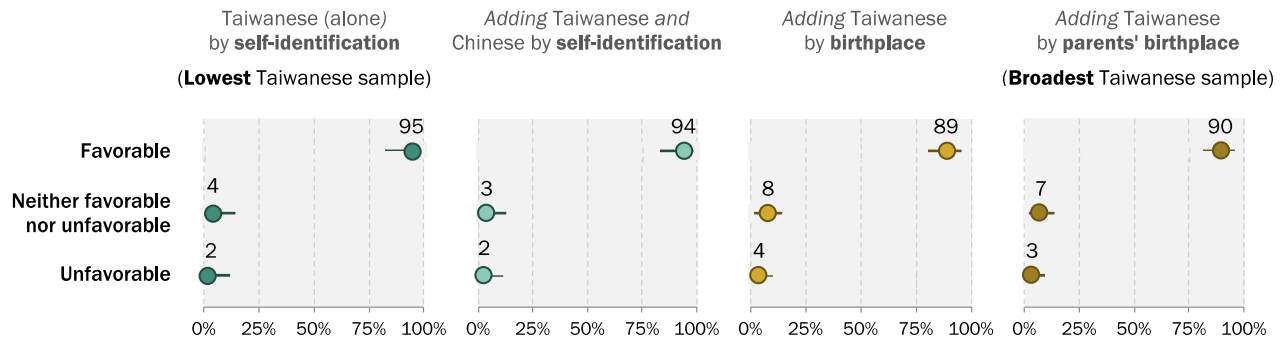 Taiwanese (alone)
by self-identification
(Lowest Taiwanese sample)
Adding Taiwanese and
Chinese by self-identification
Adding Taiwanese
by birthplace
Adding Taiwanese
by parents' birthplace
(Broadest Taiwanese sample)
Favorable
95
94
89
90
Neither favorable
nor unfavorable
4
3
8
7
Unfavorable
2
2
4
3
0%
25%
50%
75%
100%
0%
25%
50%
75%
100%
0%
25%
50%
75%
100%
0%
25%
50%
75%
100%